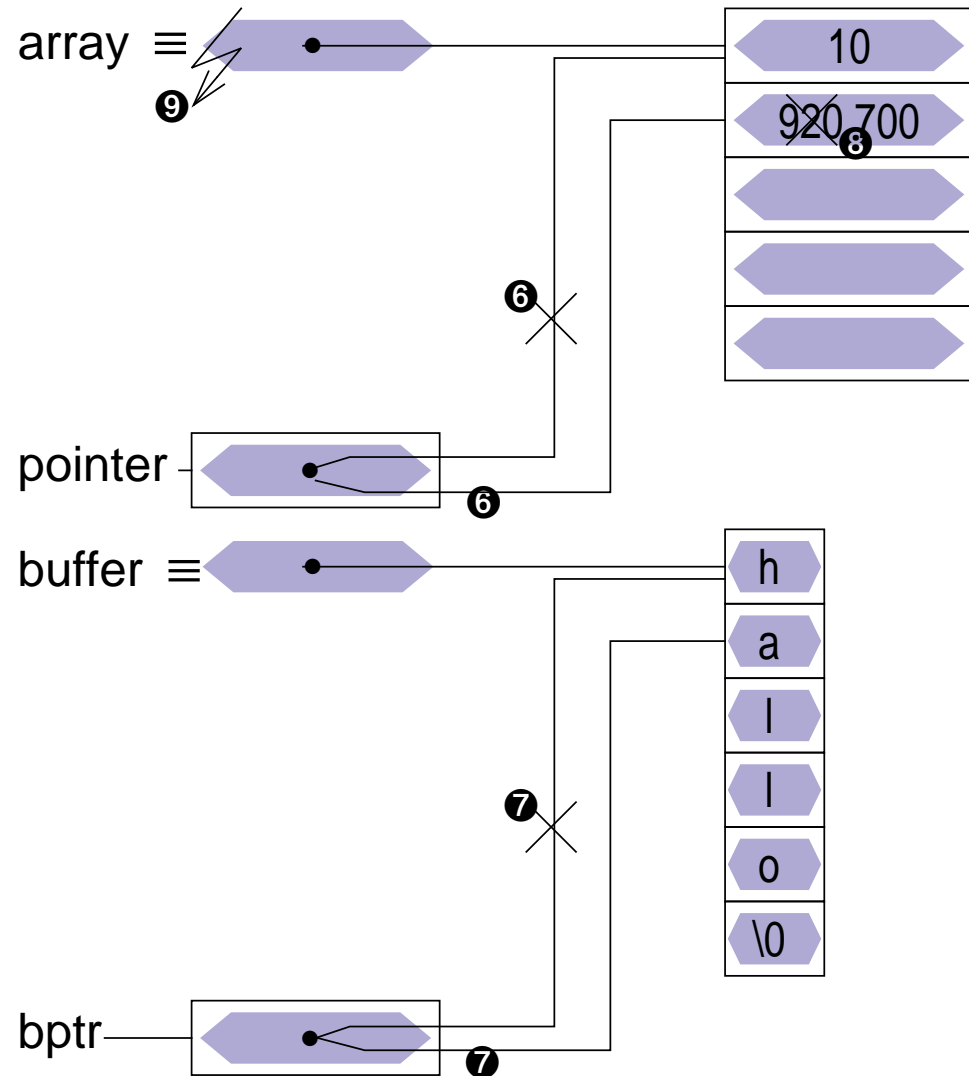 array ≡ 10
❾
920 700
❽
❻
pointer
❻
buffer ≡ h
a
l
l
❼
o
\0
bptr
❼